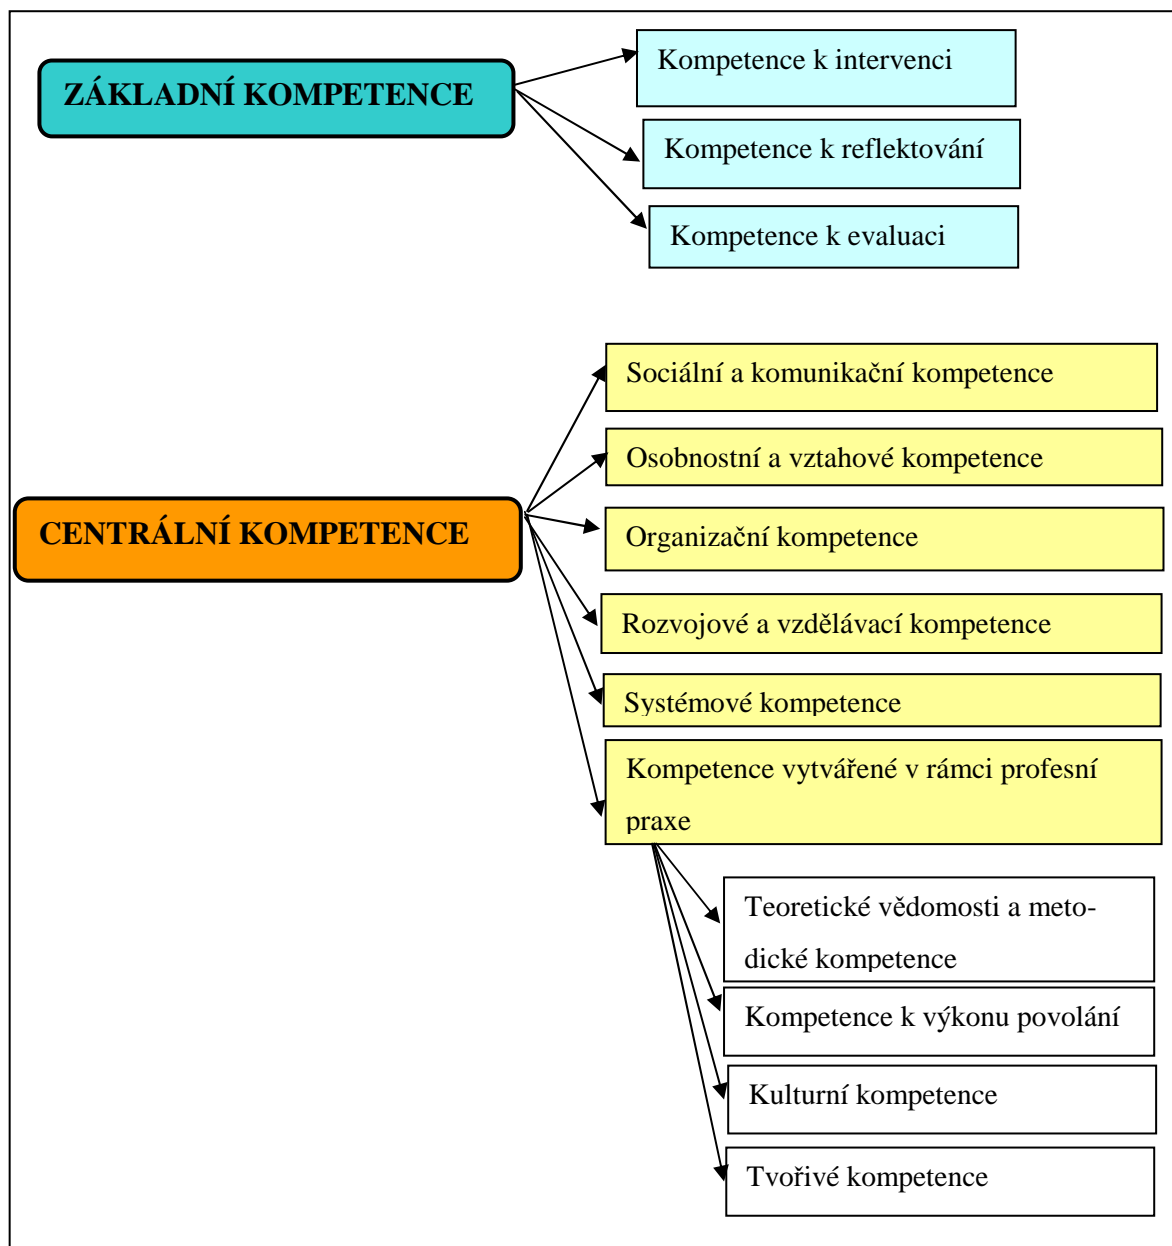 ZÁKLADNÍ KOMPETENCE
Kompetence k intervenci
Kompetence k reflektování
Kompetence k evaluaci
CENTRÁLNÍ KOMPETENCE
Sociální a komunikační kompetence
Osobnostní a vztahové kompetence
Organizační kompetence
Rozvojové a vzdělávací kompetence
Systémové kompetence
Kompetence vytvářené v rámci profesní
praxe
Teoretické vědomosti a meto-
dické kompetence
Kompetence k výkonu povolání
Kulturní kompetence
Tvořivé kompetence